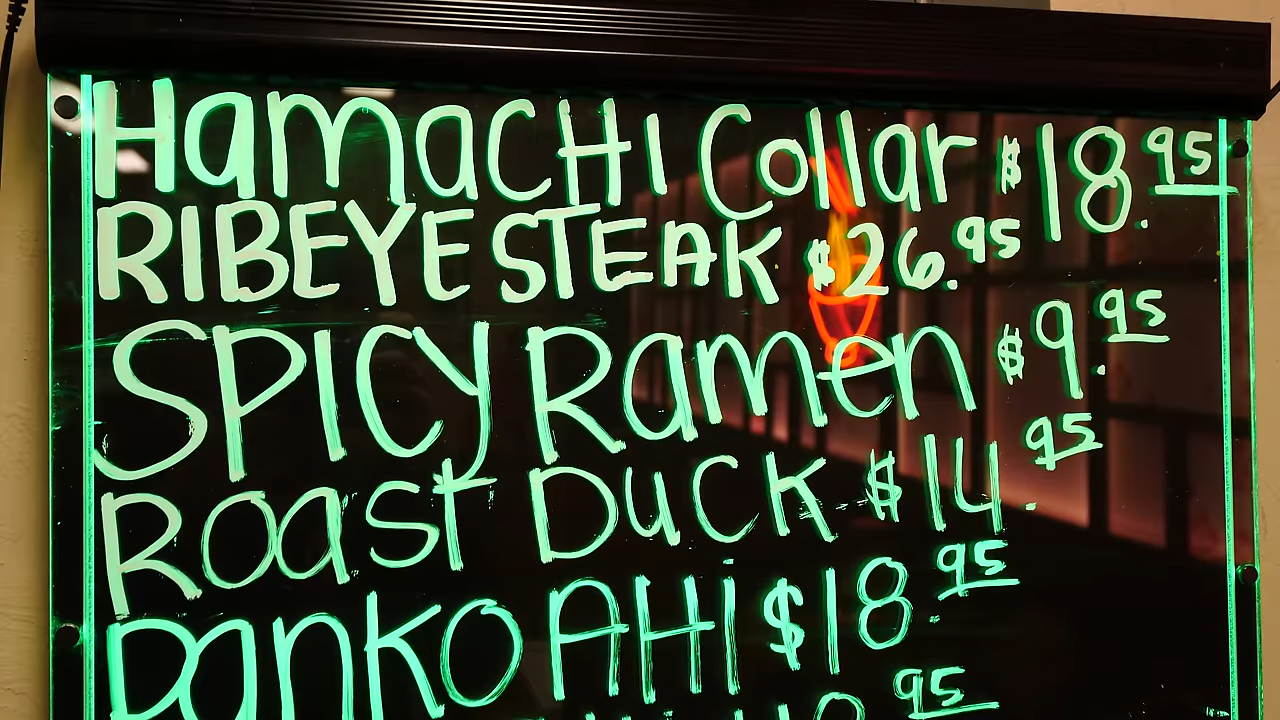 HamaCHI Collar $18.95
RIBEYE STEAK $26.95
SPICY Ramen $9.95
ROast DuCK $14.95
Panko AHi $18.95
.95